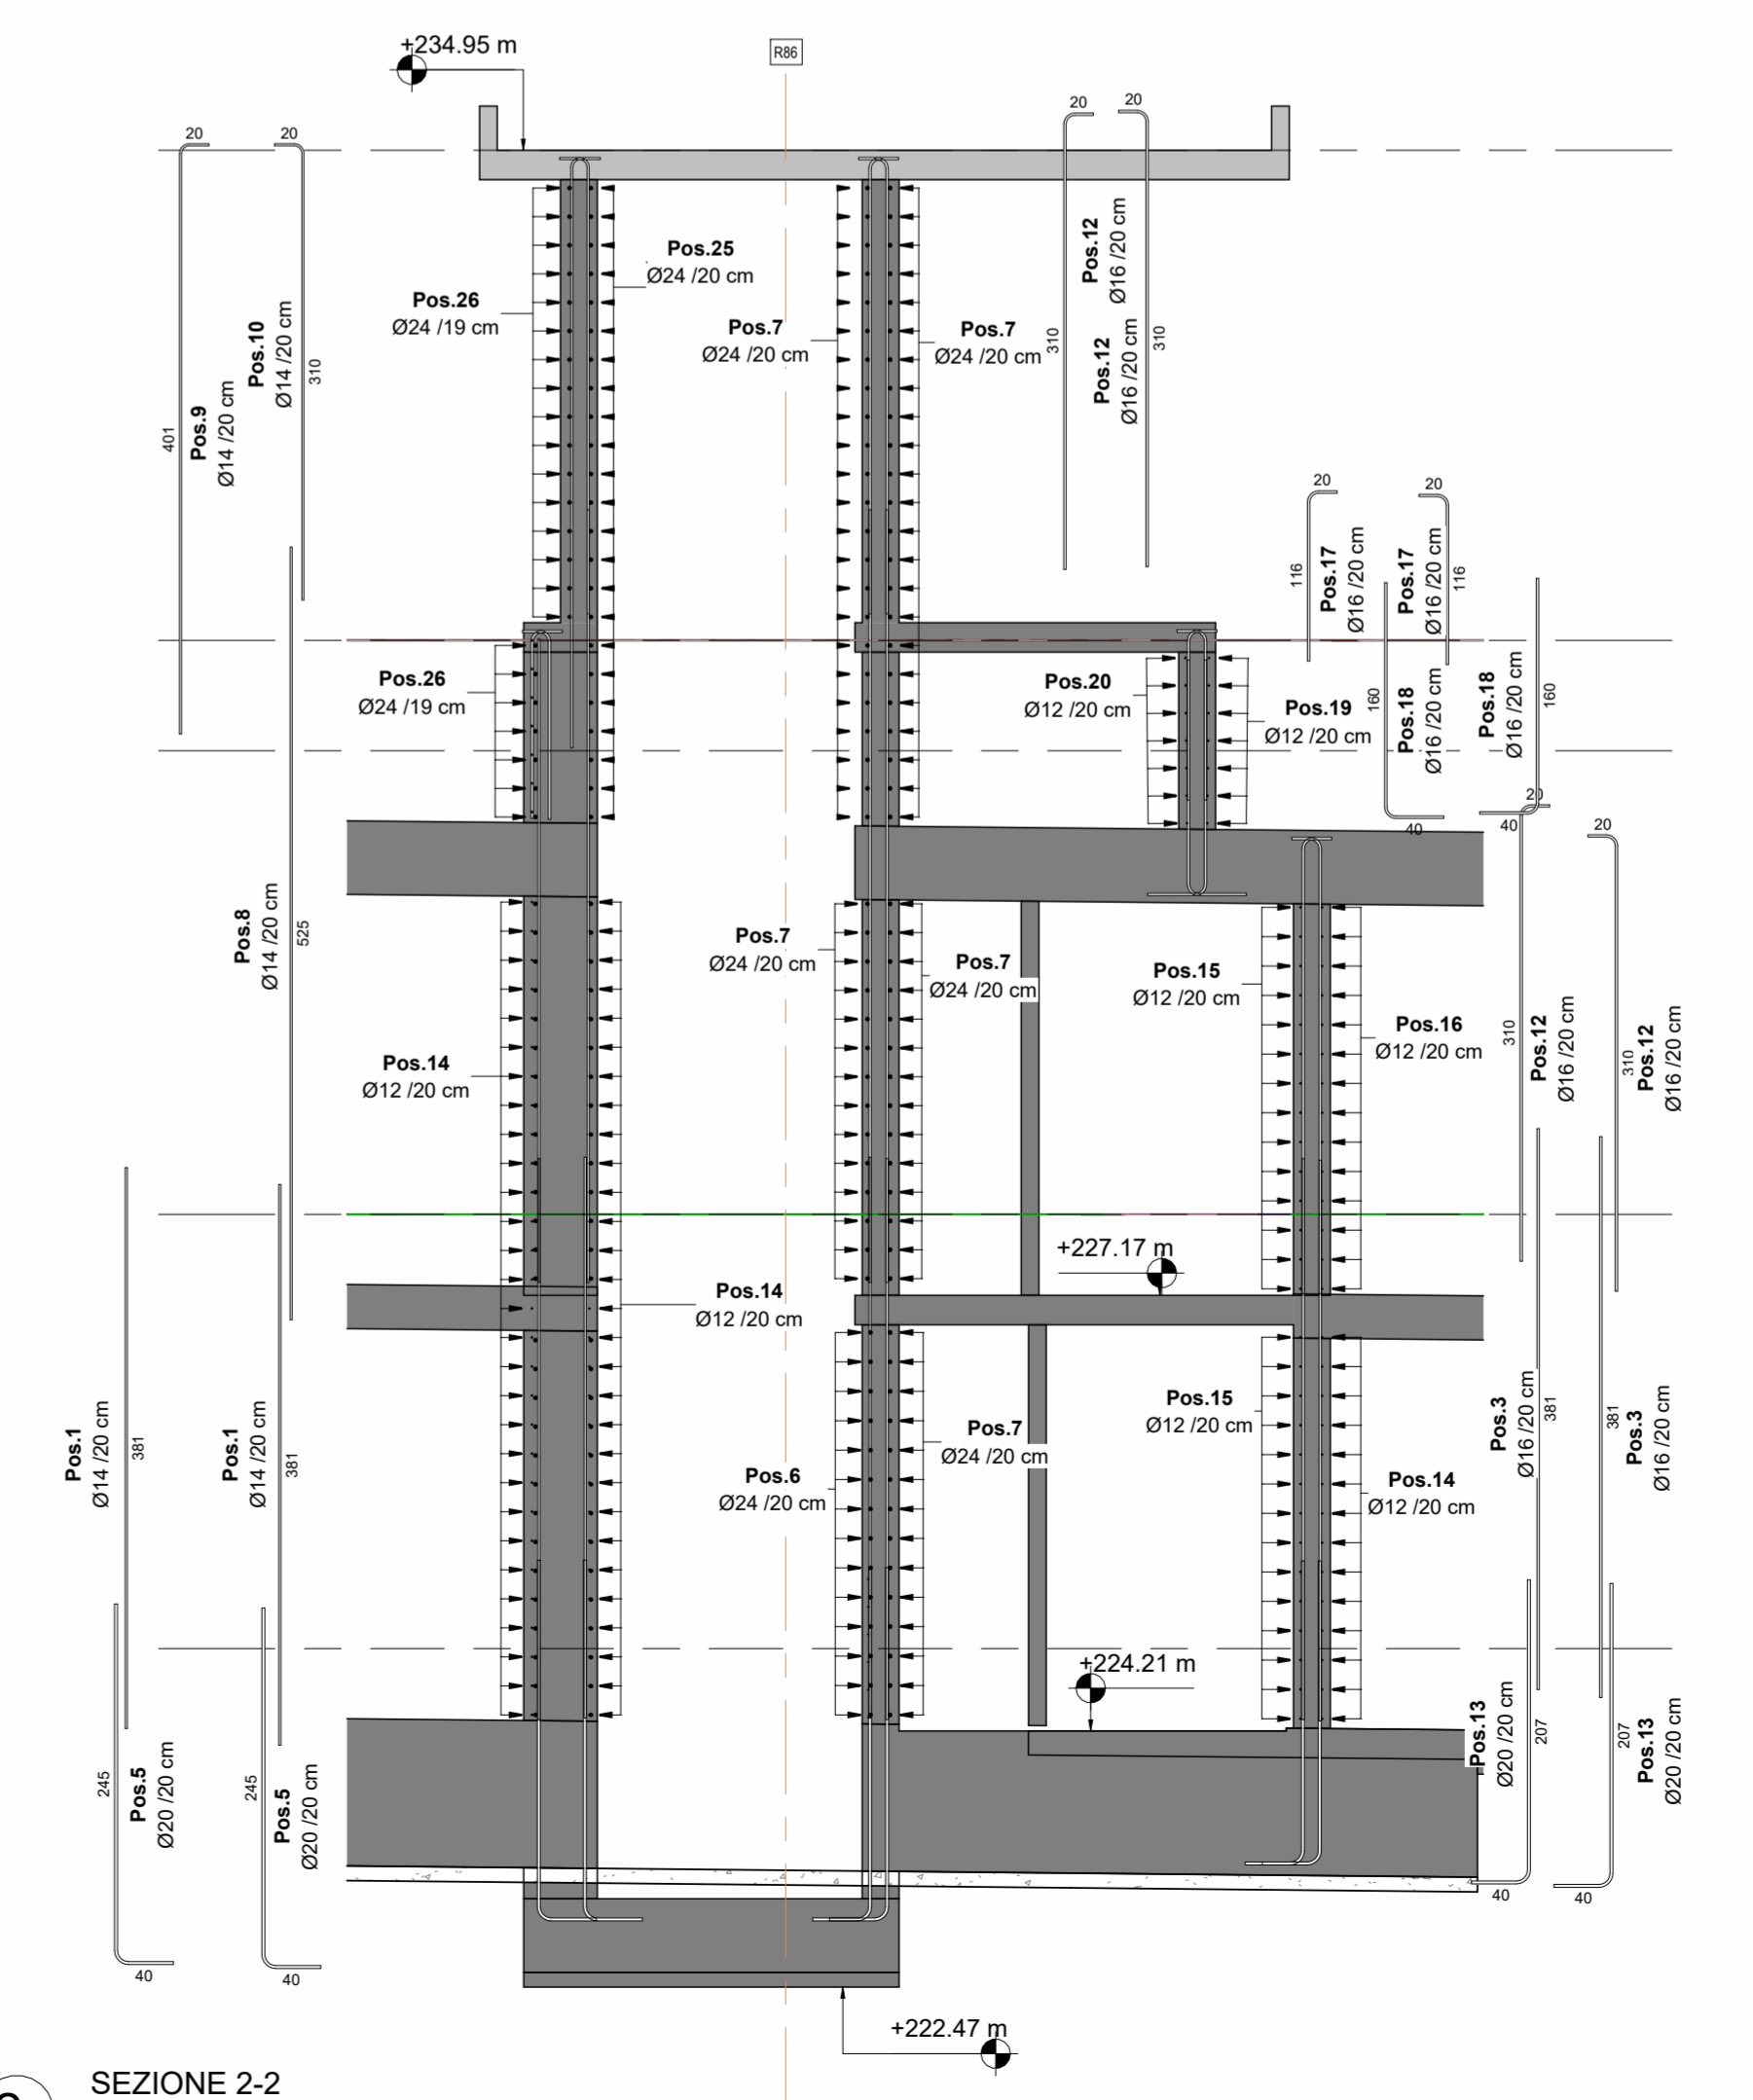 +234.95 m
R86
20
20
20
20
Pos.25
Ø24 /20 cm
Pos.26
Ø24 /19 cm
Pos.7
Ø24 /20 cm
Pos.7
Ø24 /20 cm
310
Pos.12
Ø16 /20 cm
Pos.12
Ø16 /20 cm
310
Pos.10
Ø14 /20 cm
310
401
Pos.9
Ø14 /20 cm
20
20
116
Pos.17
Ø16 /20 cm
Pos.17
Ø16 /20 cm
116
Pos.26
Ø24 /19 cm
Pos.20
Ø12 /20 cm
Pos.19
Ø12 /20 cm
160
Pos.18
Ø16 /20 cm
Pos.18
Ø16 /20 cm
160
40
40
20
20
Pos.8
Ø14 /20 cm
525
Pos.7
Ø24 /20 cm
Pos.7
Ø24 /20 cm
Pos.15
Ø12 /20 cm
Pos.16
Ø12 /20 cm
310
Pos.12
Ø16 /20 cm
310
Pos.12
Ø16 /20 cm
Pos.14
Ø12 /20 cm
+227.17 m
Pos.14
Ø12 /20 cm
Pos.1
Ø14 /20 cm
381
Pos.1
Ø14 /20 cm
381
Pos.7
Ø24 /20 cm
Pos.6
Ø24 /20 cm
Pos.15
Ø12 /20 cm
Pos.14
Ø12 /20 cm
Pos.3
Ø16 /20 cm
381
381
Pos.3
Ø16 /20 cm
+224.21 m
245
Pos.5
Ø20 /20 cm
245
Pos.5
Ø20 /20 cm
Pos.13
Ø20 /20 cm
207
207
Pos.13
Ø20 /20 cm
40
40
40
40
+222.47 m
SEZIONE 2-2